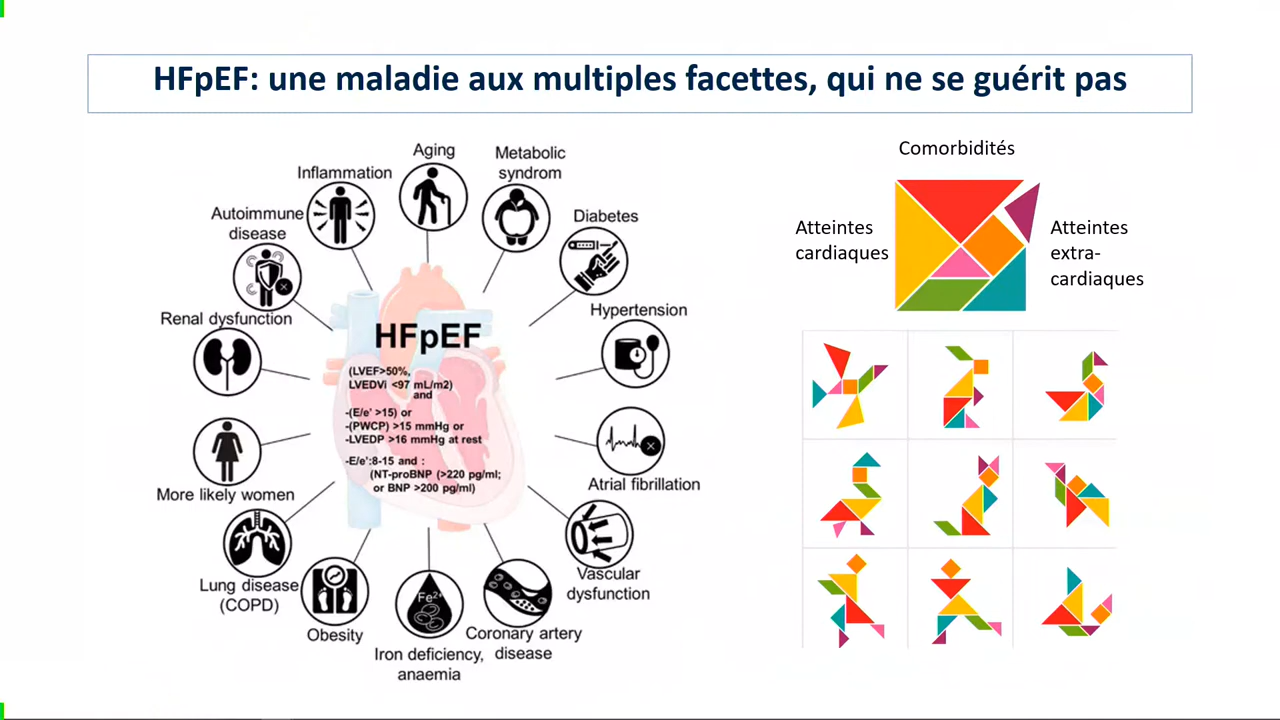 HFpEF: une maladie aux multiples facettes, qui ne se guérit pas
Aging
Metabolic
syndrom
Inflammation
Autoimmune
disease
Diabetes
Renal dysfunction
Hypertension
HFpEF
(LVEF>50%,
LVEDVi <97 mL/m2)
and
-(E/e' >15) or
-(PWCP) >15 mmHg or
-LVEDP >16 mmHg at rest
-E/e':8-15 and :
(NT-proBNP (>220 pg/ml;
or BNP >200 pg/ml)
More likely women
Atrial fibrillation
Lung disease
(COPD)
Vascular
dysfunction
Obesity
Fe2+
Iron deficiency,
anaemia
Coronary artery
disease
Comorbidités
Atteintes
cardiaques
Atteintes
extra-
cardiaques